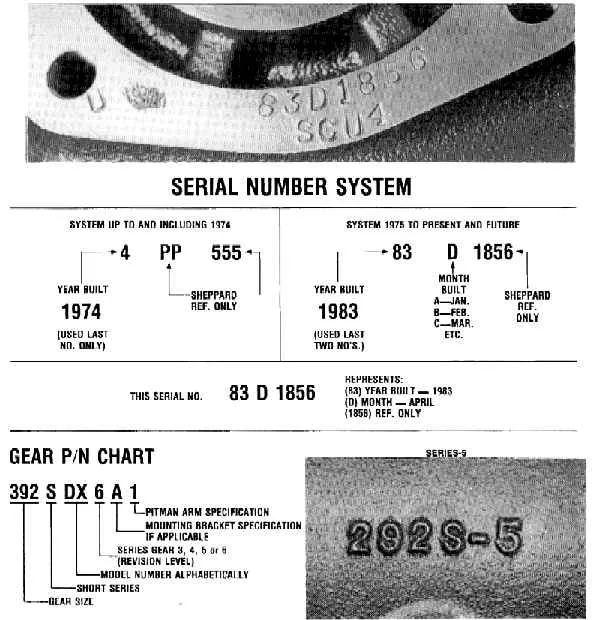 U
83D1856
SGU4
SERIAL NUMBER SYSTEM
SYSTEM UP TO AND INCLUDING 1974
4 PP 555
YEAR BUILT
1974
(USED LAST
NO. ONLY)
SHEPPARD
REF. ONLY
SYSTEM 1975 TO PRESENT AND FUTURE
83 D 1856
YEAR BUILT
1983
(USED LAST
TWO NO'S.)
MONTH
BUILT
A—JAN.
B—FEB.
C—MAR.
ETC.
SHEPPARD
REF.
ONLY
THIS SERIAL NO. 83 D 1856
REPRESENTS:
(83) YEAR BUILT — 1983
(D) MONTH — APRIL
(1856) REF. ONLY
GEAR P/N CHART
392 S DX 6 A 1
PITMAN ARM SPECIFICATION
MOUNTING BRACKET SPECIFICATION
IF APPLICABLE
SERIES GEAR 3, 4, 5 or 6
(REVISION LEVEL)
MODEL NUMBER ALPHABETICALLY
SHORT SERIES
GEAR SIZE
SERIES-5
292S-5